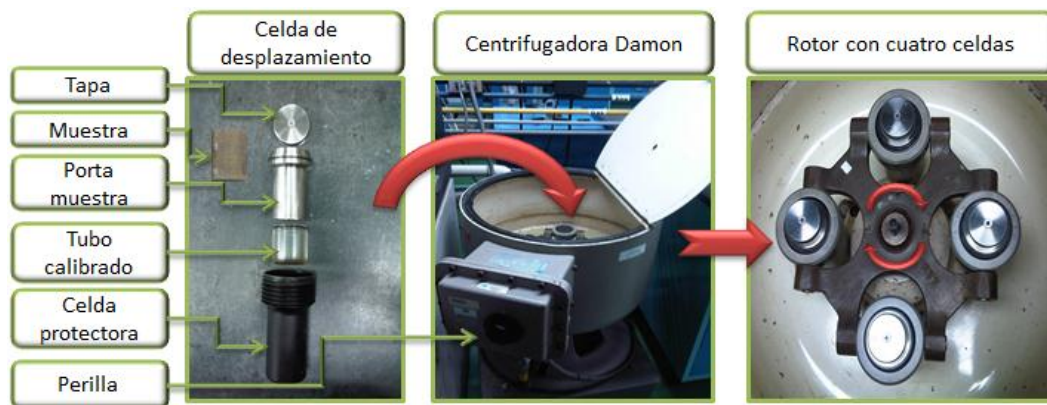 Celda de
desplazamiento
Centrifugadora Damon
Rotor con cuatro celdas
Tapa
Muestra
Porta
muestra
Tubo
calibrado
Celda
protectora
Perilla